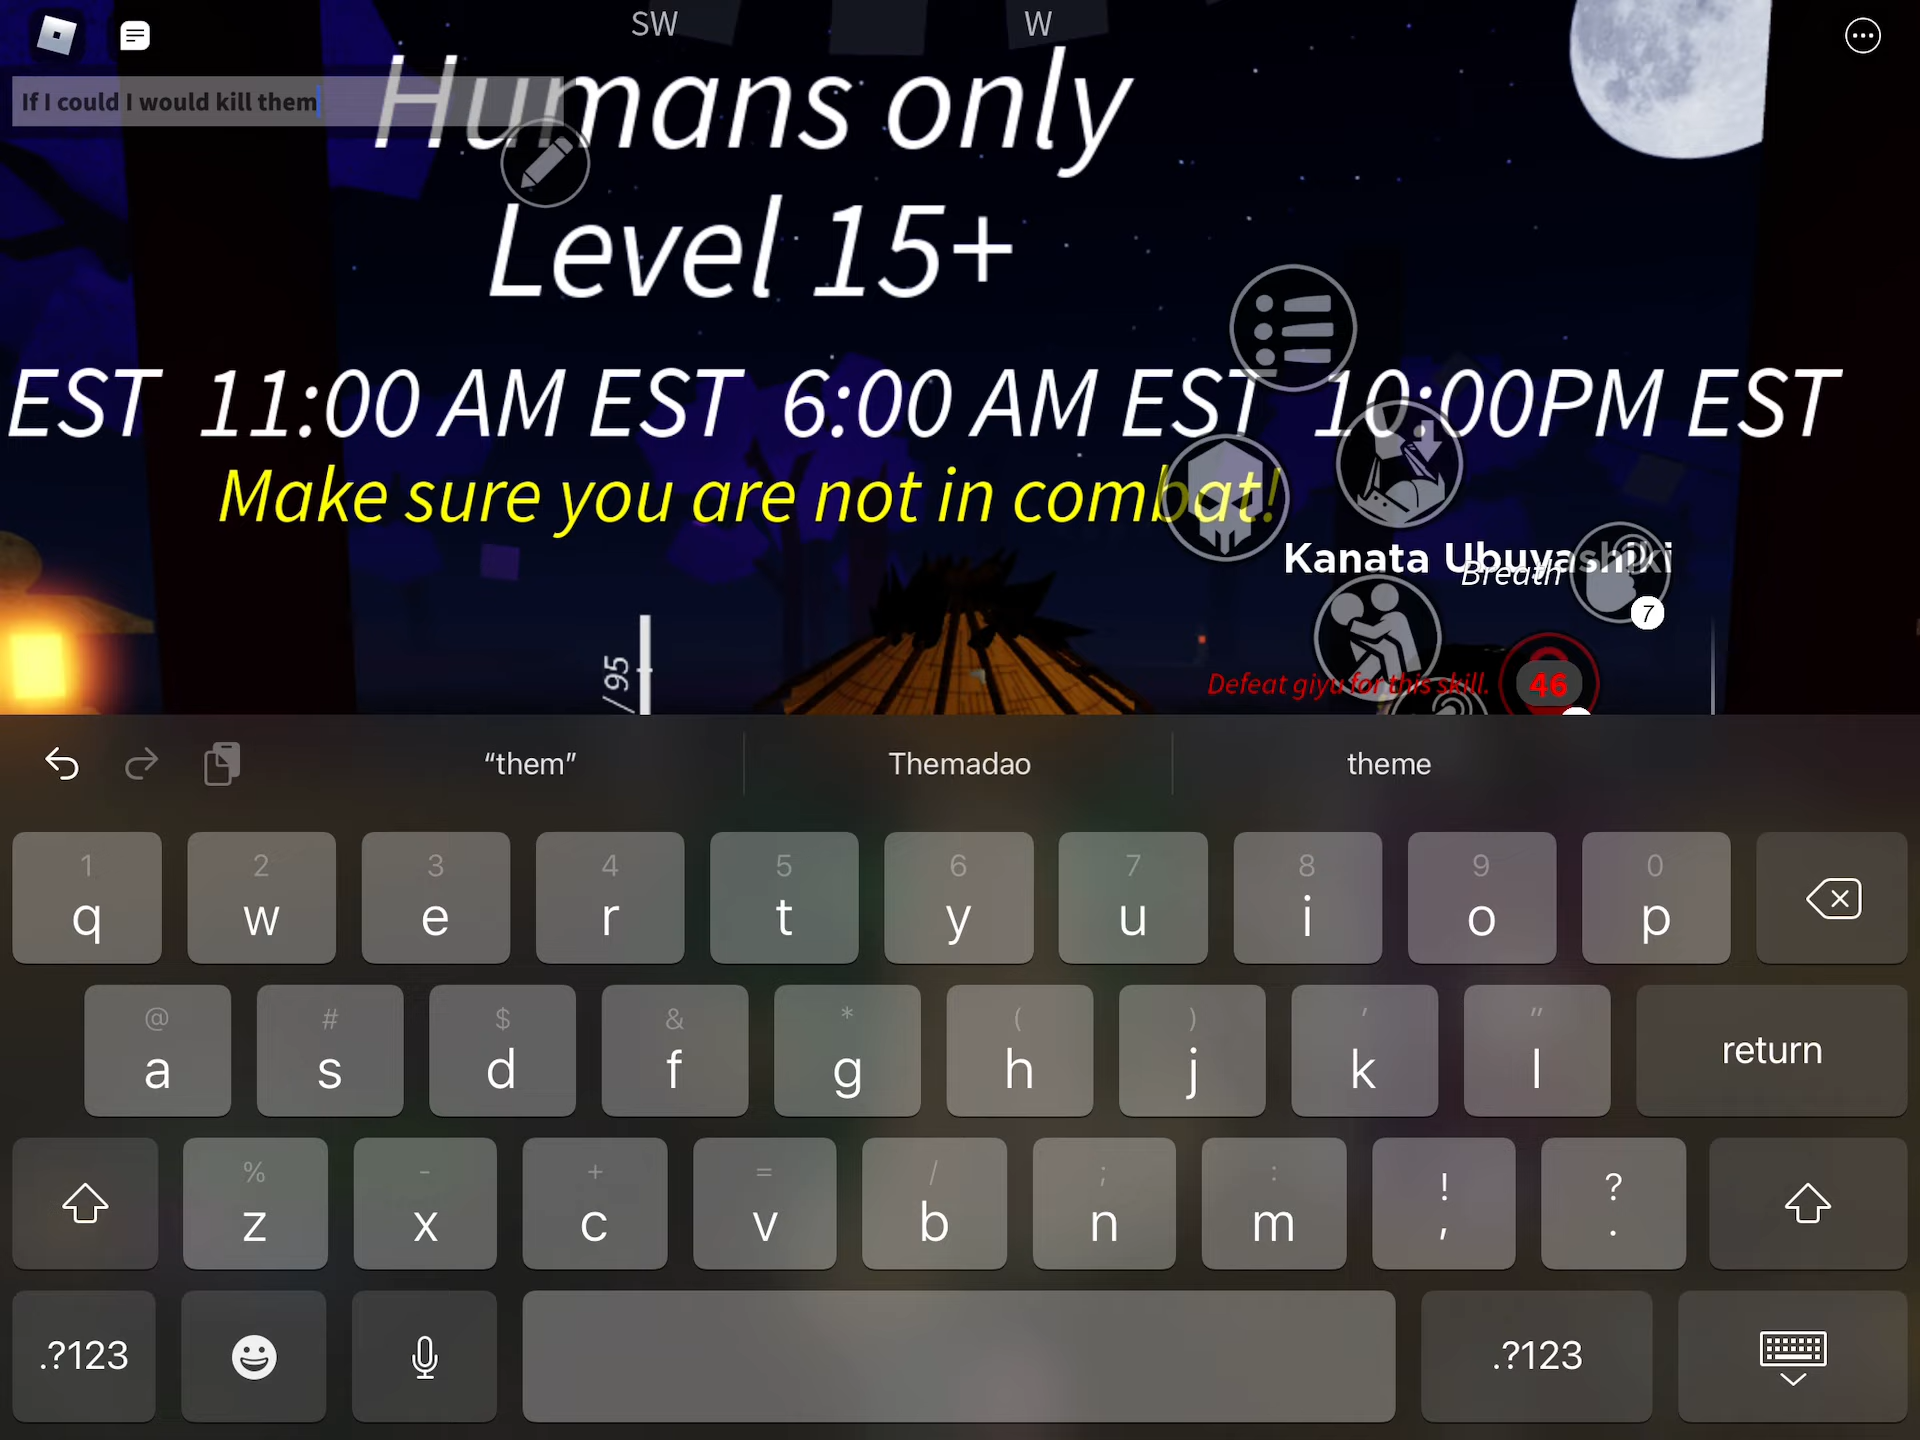 SW W
If I could I would kill them
Humans only
Level 15+
EST 11:00 AM EST 6:00 AM EST 10:00PM EST
Make sure you are not in combat!
Kanata Ubuyashiki
Breath
7
/ 95
Defeat giyu for this skill.
46
“them” Themadao theme
1 2 3 4 5 6 7 8 9 0
q w e r t y u i o p
@ # $ & * ( ) ' "
a s d f g h j k l return
% - + = / ; : ! ?
z x c v b n m , .
.?123 .?123